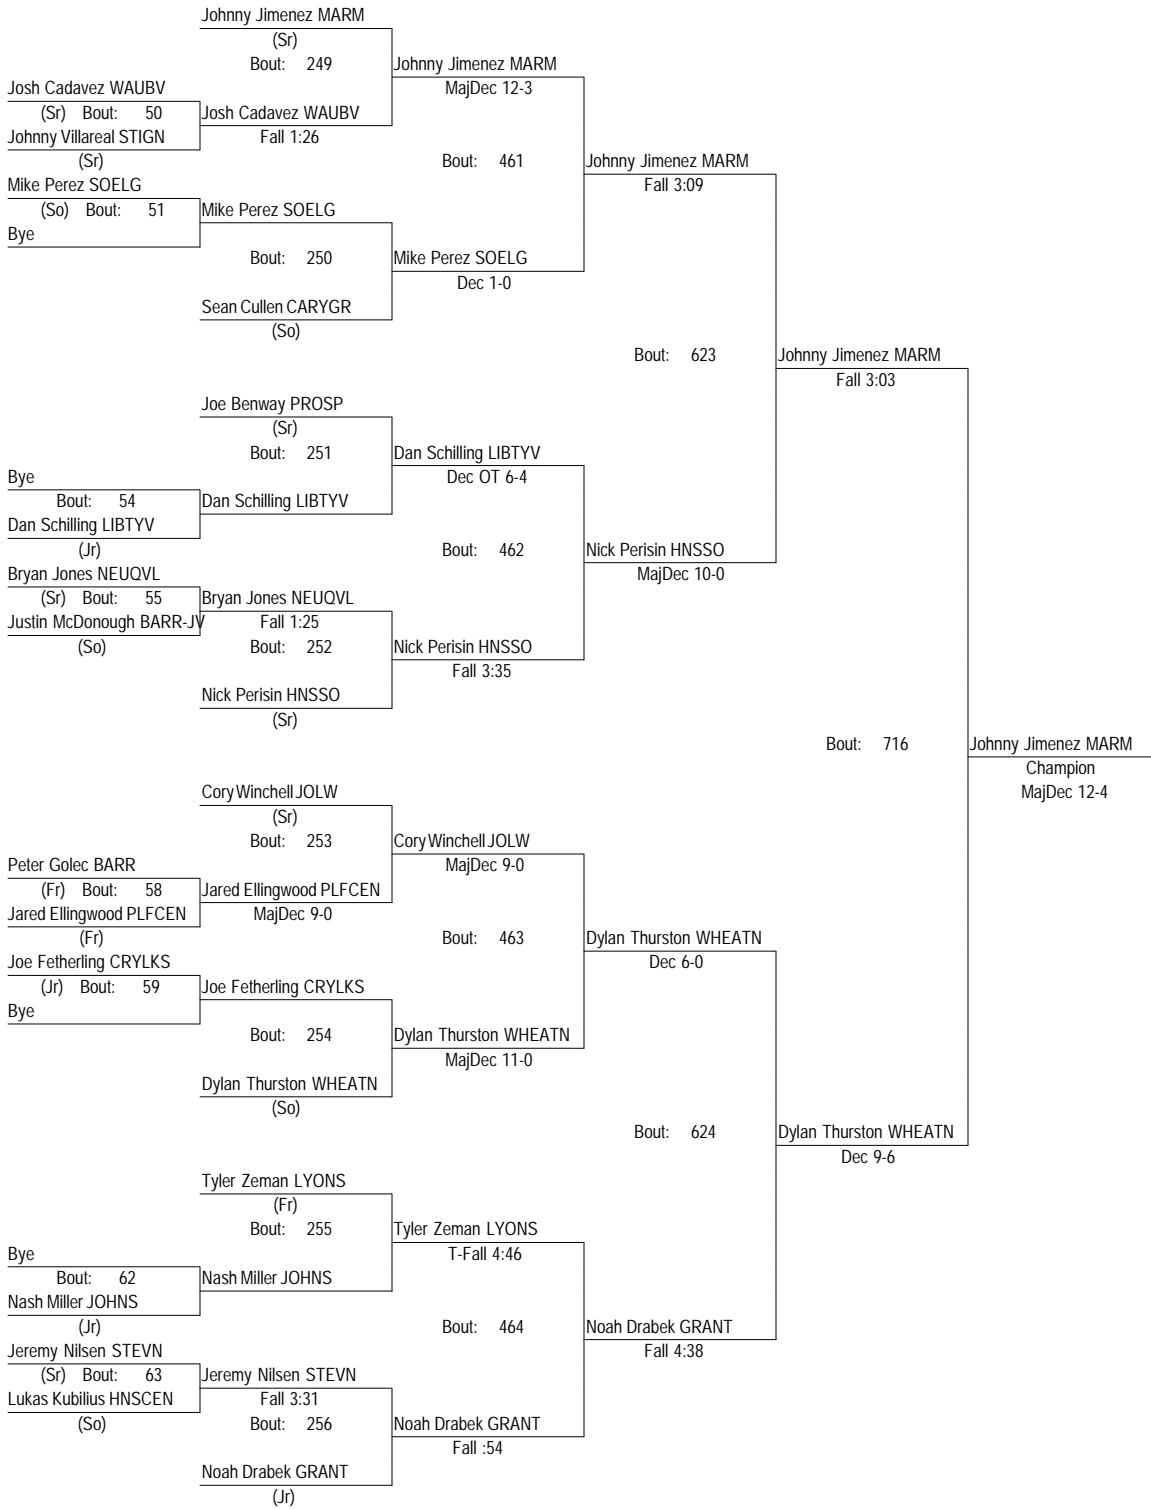 Johnny Jimenez MARM
(Sr)
Bout: 249
Johnny Jimenez MARM
MajDec 12-3
Josh Cadavez WAUBV
(Sr) Bout: 50
Josh Cadavez WAUBV
Johnny Villareal STIGN
Fall 1:26
(Sr)
Bout: 461
Johnny Jimenez MARM
Fall 3:09
Mike Perez SOELG
(So) Bout: 51
Mike Perez SOELG
Bye
Bout: 250
Mike Perez SOELG
Dec 1-0
Sean Cullen CARYGR
(So)
Bout: 623
Johnny Jimenez MARM
Fall 3:03
Joe Benway PROSP
(Sr)
Bout: 251
Dan Schilling LIBTYV
Dec OT 6-4
Bye
Bout: 54
Dan Schilling LIBTYV
Dan Schilling LIBTYV
(Jr)
Bout: 462
Nick Perisin HNSSO
MajDec 10-0
Bryan Jones NEUQVL
(Sr) Bout: 55
Bryan Jones NEUQVL
Justin McDonough BARR-JV
Fall 1:25
(So)
Bout: 252
Nick Perisin HNSSO
Fall 3:35
Nick Perisin HNSSO
(Sr)
Bout: 716
Johnny Jimenez MARM
Champion
MajDec 12-4
Cory Winchell JOLW
(Sr)
Bout: 253
Cory Winchell JOLW
MajDec 9-0
Peter Golec BARR
(Fr) Bout: 58
Jared Ellingwood PLFCEN
Jared Ellingwood PLFCEN
MajDec 9-0
(Fr)
Bout: 463
Dylan Thurston WHEATN
Dec 6-0
Joe Fetherling CRYLKS
(Jr) Bout: 59
Joe Fetherling CRYLKS
Bye
Bout: 254
Dylan Thurston WHEATN
MajDec 11-0
Dylan Thurston WHEATN
(So)
Bout: 624
Dylan Thurston WHEATN
Dec 9-6
Tyler Zeman LYONS
(Fr)
Bout: 255
Tyler Zeman LYONS
T-Fall 4:46
Bye
Bout: 62
Nash Miller JOHNS
Nash Miller JOHNS
(Jr)
Bout: 464
Noah Drabek GRANT
Fall 4:38
Jeremy Nilsen STEVN
(Sr) Bout: 63
Jeremy Nilsen STEVN
Lukas Kubilius HNSCEN
Fall 3:31
(So)
Bout: 256
Noah Drabek GRANT
Fall :54
Noah Drabek GRANT
(Jr)